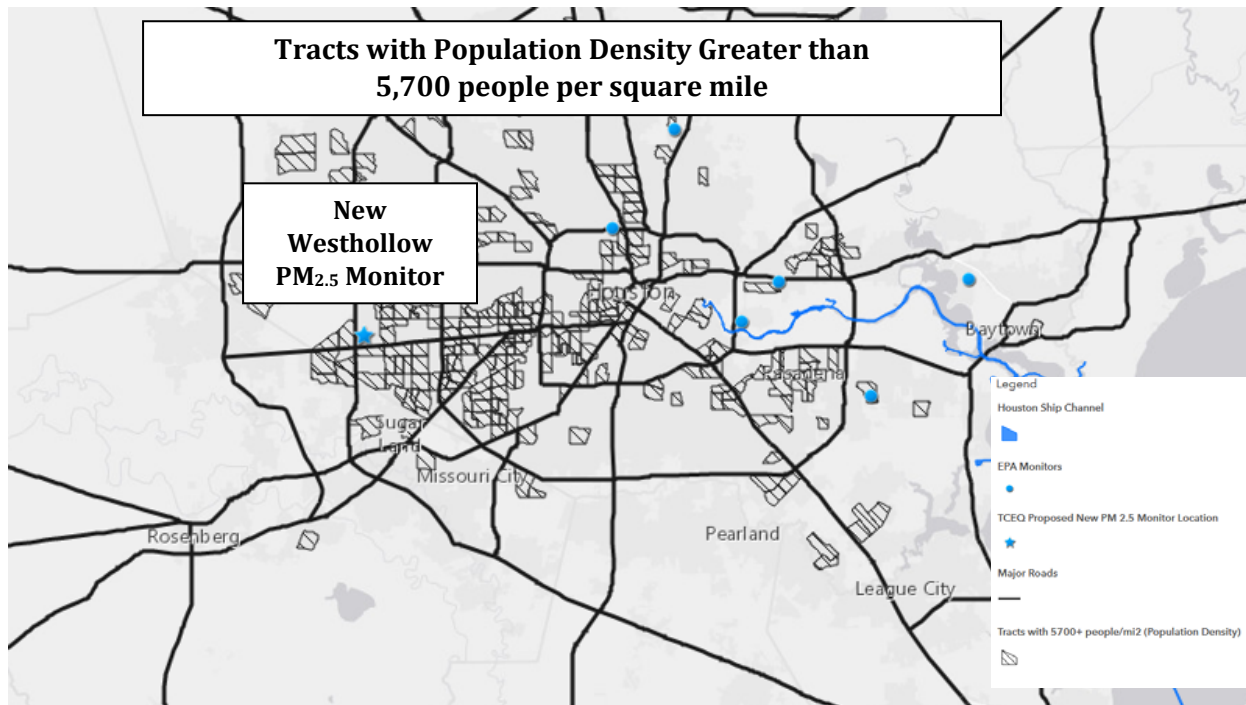 Tracts with Population Density Greater than
5,700 people per square mile
New
Westhollow
PM2.5 Monitor
Houston
Baytown
Pasadena
Sugar
Land
Missouri City
Rosenberg
Pearland
League City
Legend
Houston Ship Channel
EPA Monitors
TCEQ Proposed New PM 2.5 Monitor Location
Major Roads
Tracts with 5700+ people/mi2 (Population Density)